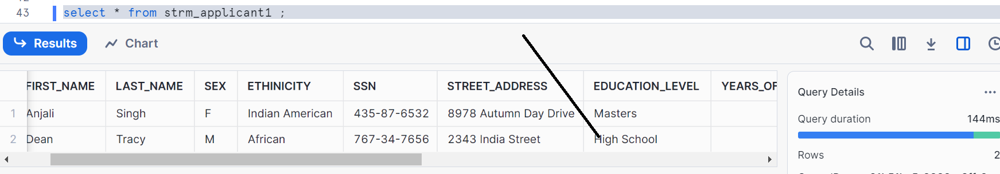 43 select * from strm_applicant1 ;
Results Chart
FIRST_NAME LAST_NAME SEX ETHINICITY SSN STREET_ADDRESS EDUCATION_LEVEL YEARS_OF
1 Anjali Singh F Indian American 435-87-6532 8978 Autumn Day Drive Masters
2 Dean Tracy M African 767-34-7656 2343 India Street High School
Query Details ...
Query duration 144ms
Rows 2